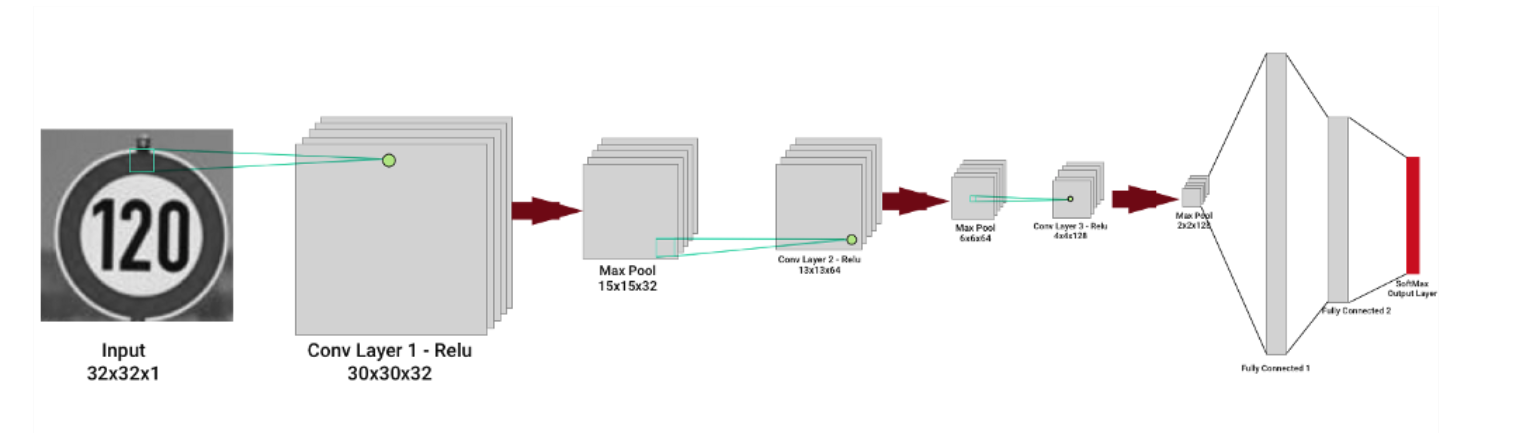 120
Input
32x32x1
Conv Layer 1 - Relu
30x30x32
Max Pool
15x15x32
Conv Layer 2 - Relu
13x13x64
Max Pool
6x6x64
Conv Layer 3 - Relu
4x4x128
Max Pool
2x2x128
Fully Connected 1
Fully Connected 2
SoftMax
Output Layer